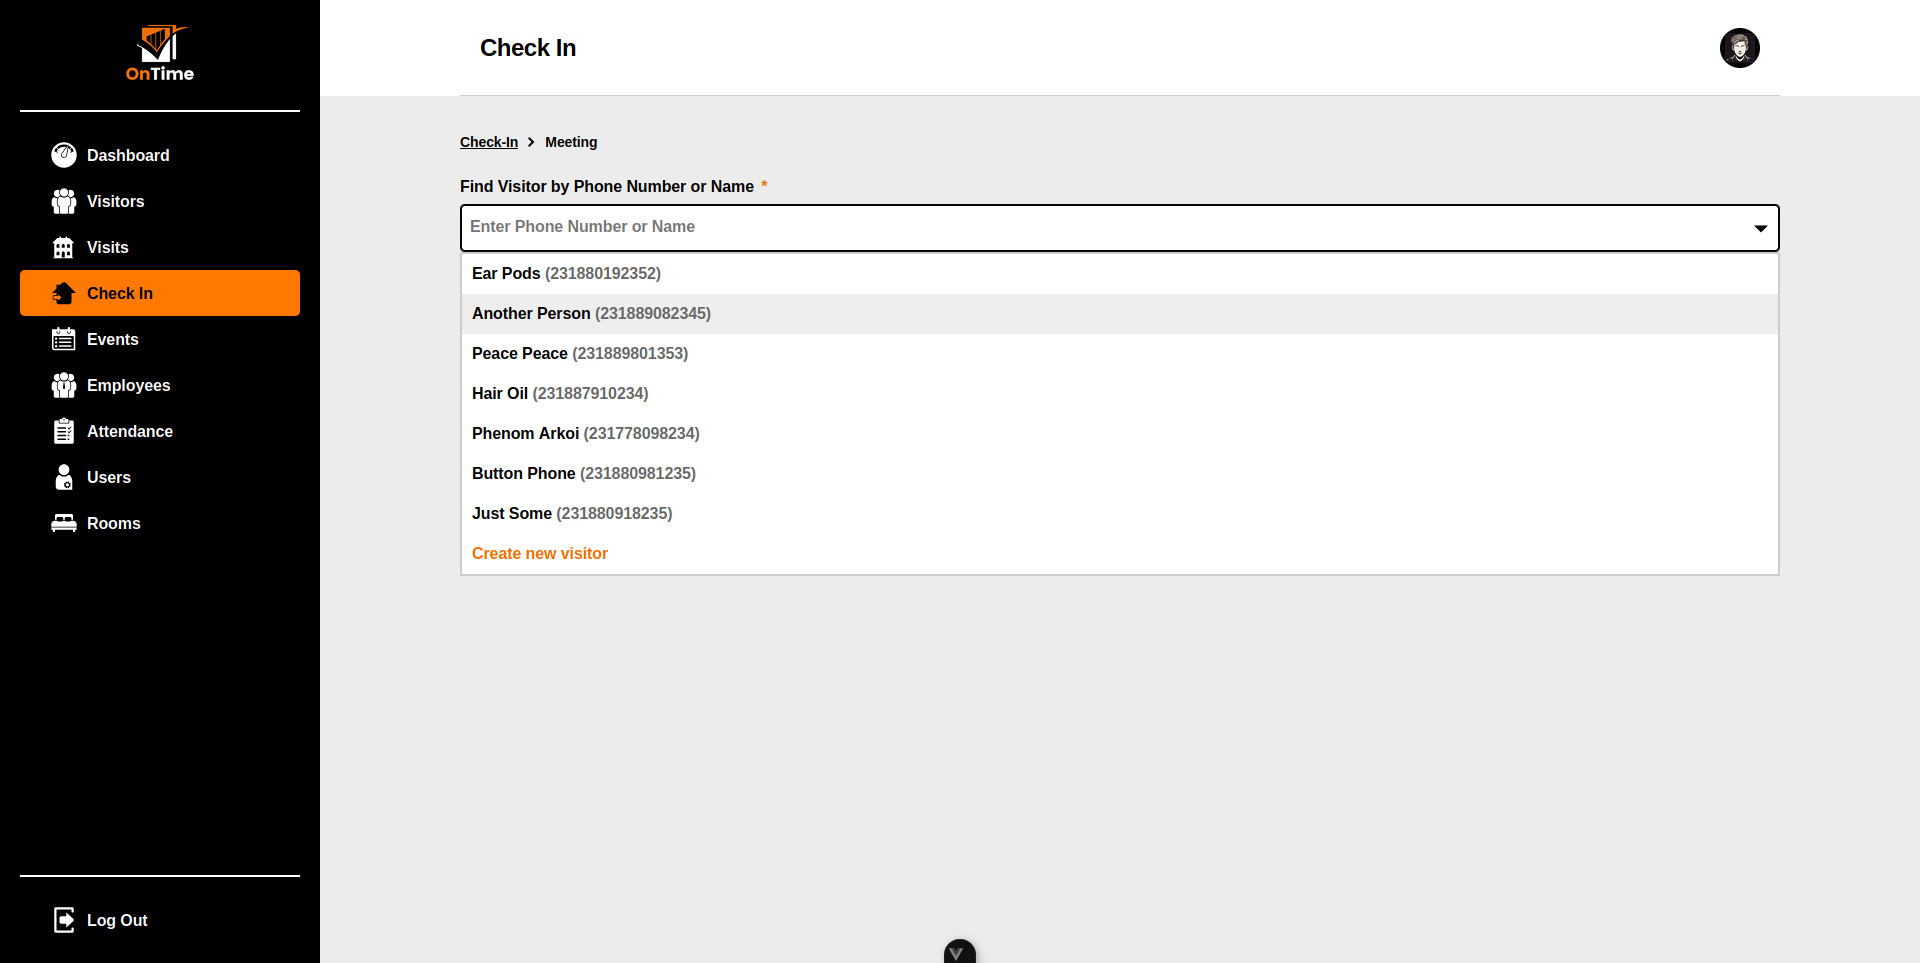 OnTime
Dashboard
Visitors
Visits
Check In
Events
Employees
Attendance
Users
Rooms
Log Out
Check In
Check-In > Meeting
Find Visitor by Phone Number or Name *
Enter Phone Number or Name
Ear Pods (231880192352)
Another Person (231889082345)
Peace Peace (231889801353)
Hair Oil (231887910234)
Phenom Arkoi (231778098234)
Button Phone (231880981235)
Just Some (231880918235)
Create new visitor